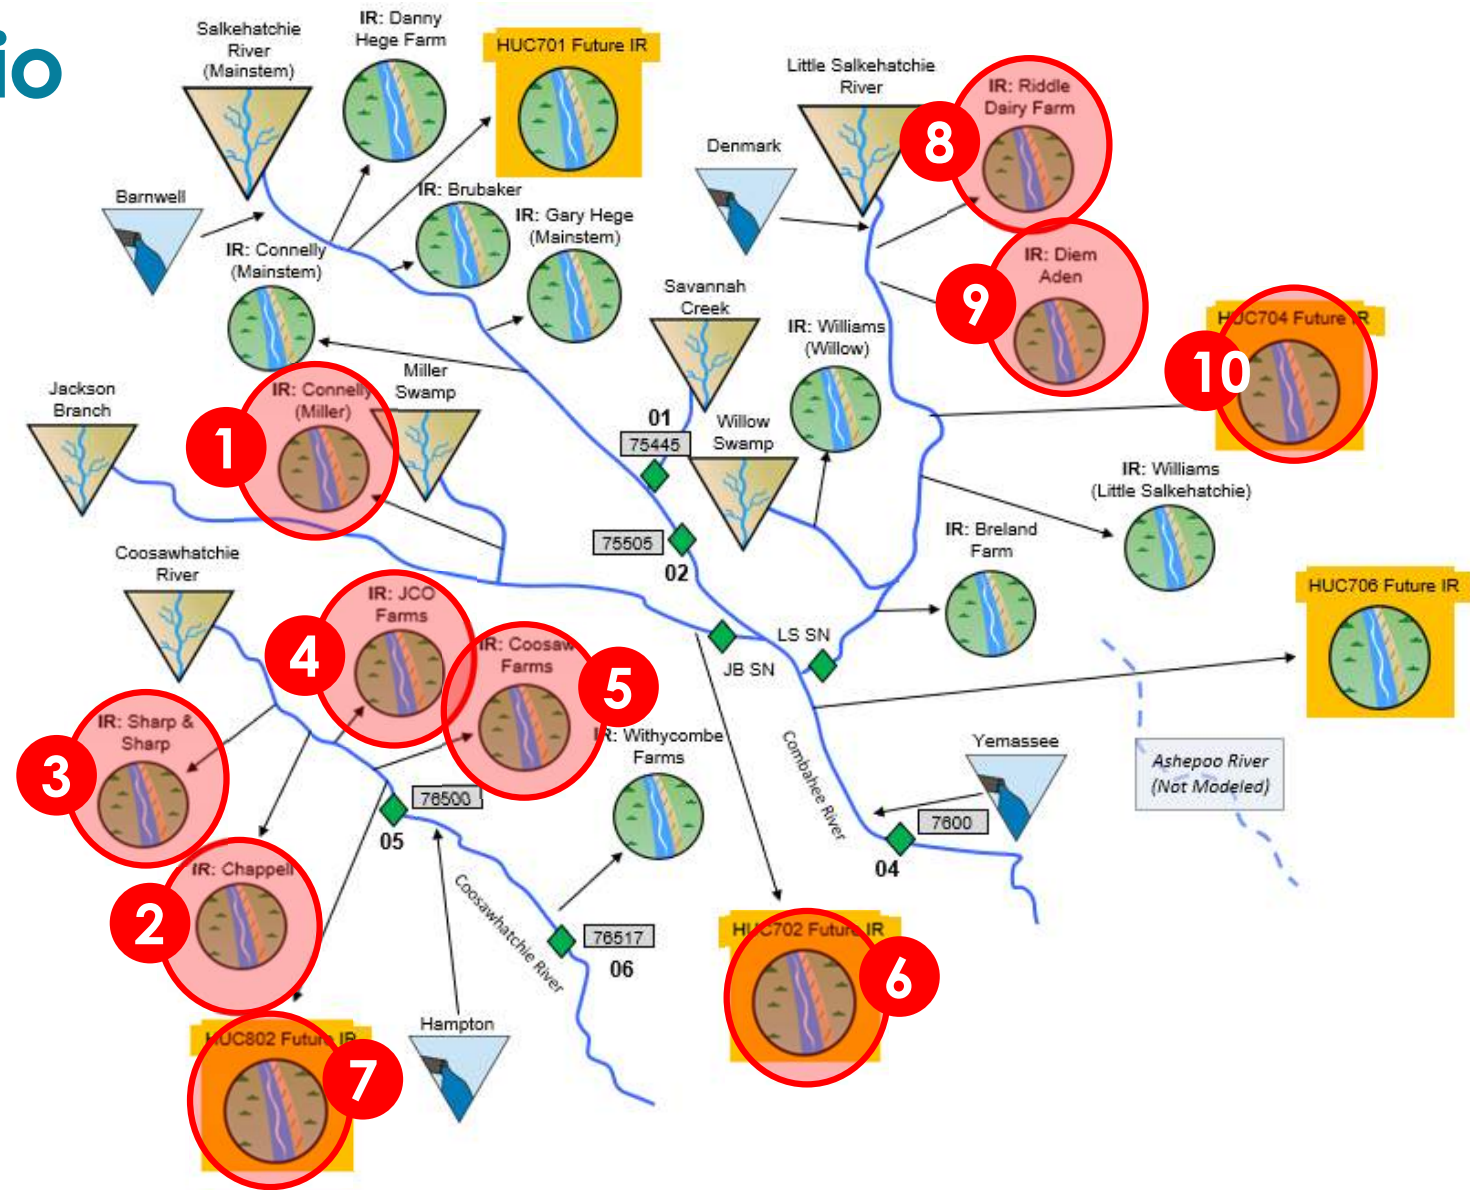 io
Salkehatchie
River
(Mainstem)
IR: Danny
Hege Farm
HUC701 Future IR
Little Salkehatchie
River
IR: Riddle
Dairy Farm
8
Denmark
Barnwell
IR: Brubaker
IR: Gary Hege
(Mainstem)
IR: Connelly
(Mainstem)
IR: Diem
Aden
9
Savannah
Creek
IR: Williams
(Willow)
HUC704 Future IR
10
Jackson
Branch
IR: Connelly
(Miller)
1
Miller
Swamp
01
75445
Willow
Swamp
IR: Williams
(Little Salkehatchie)
IR: Breland
Farm
75505
02
Coosawhatchie
River
IR: JCO
Farms
4
IR: Coosaw
Farms
5
LS SN
JB SN
HUC706 Future IR
IR: Sharp &
Sharp
3
IR: Withycombe
Farms
Combahee River
Yemassee
Ashepoo River
(Not Modeled)
76500
05
7600
04
IR: Chappell
2
Coosawhatchie River
76517
06
HUC702 Future IR
6
HUC802 Future IR
7
Hampton